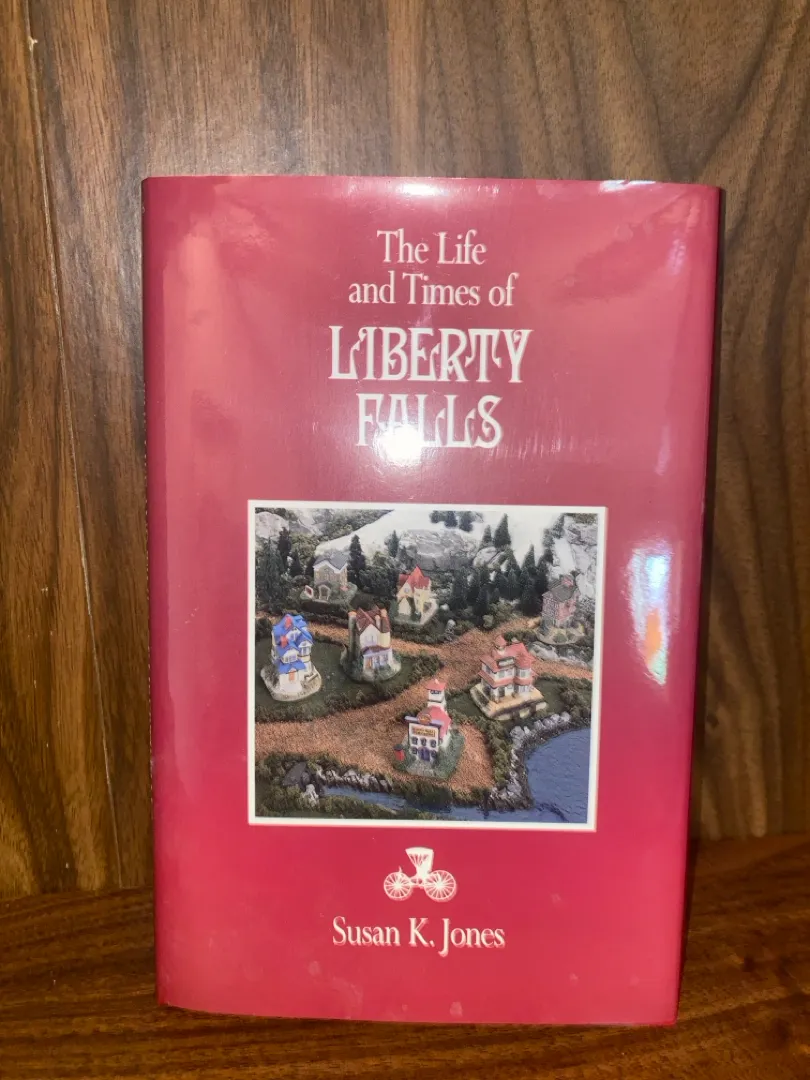 The Life
and Times of
LIBERTY
FALLS
Susan K. Jones